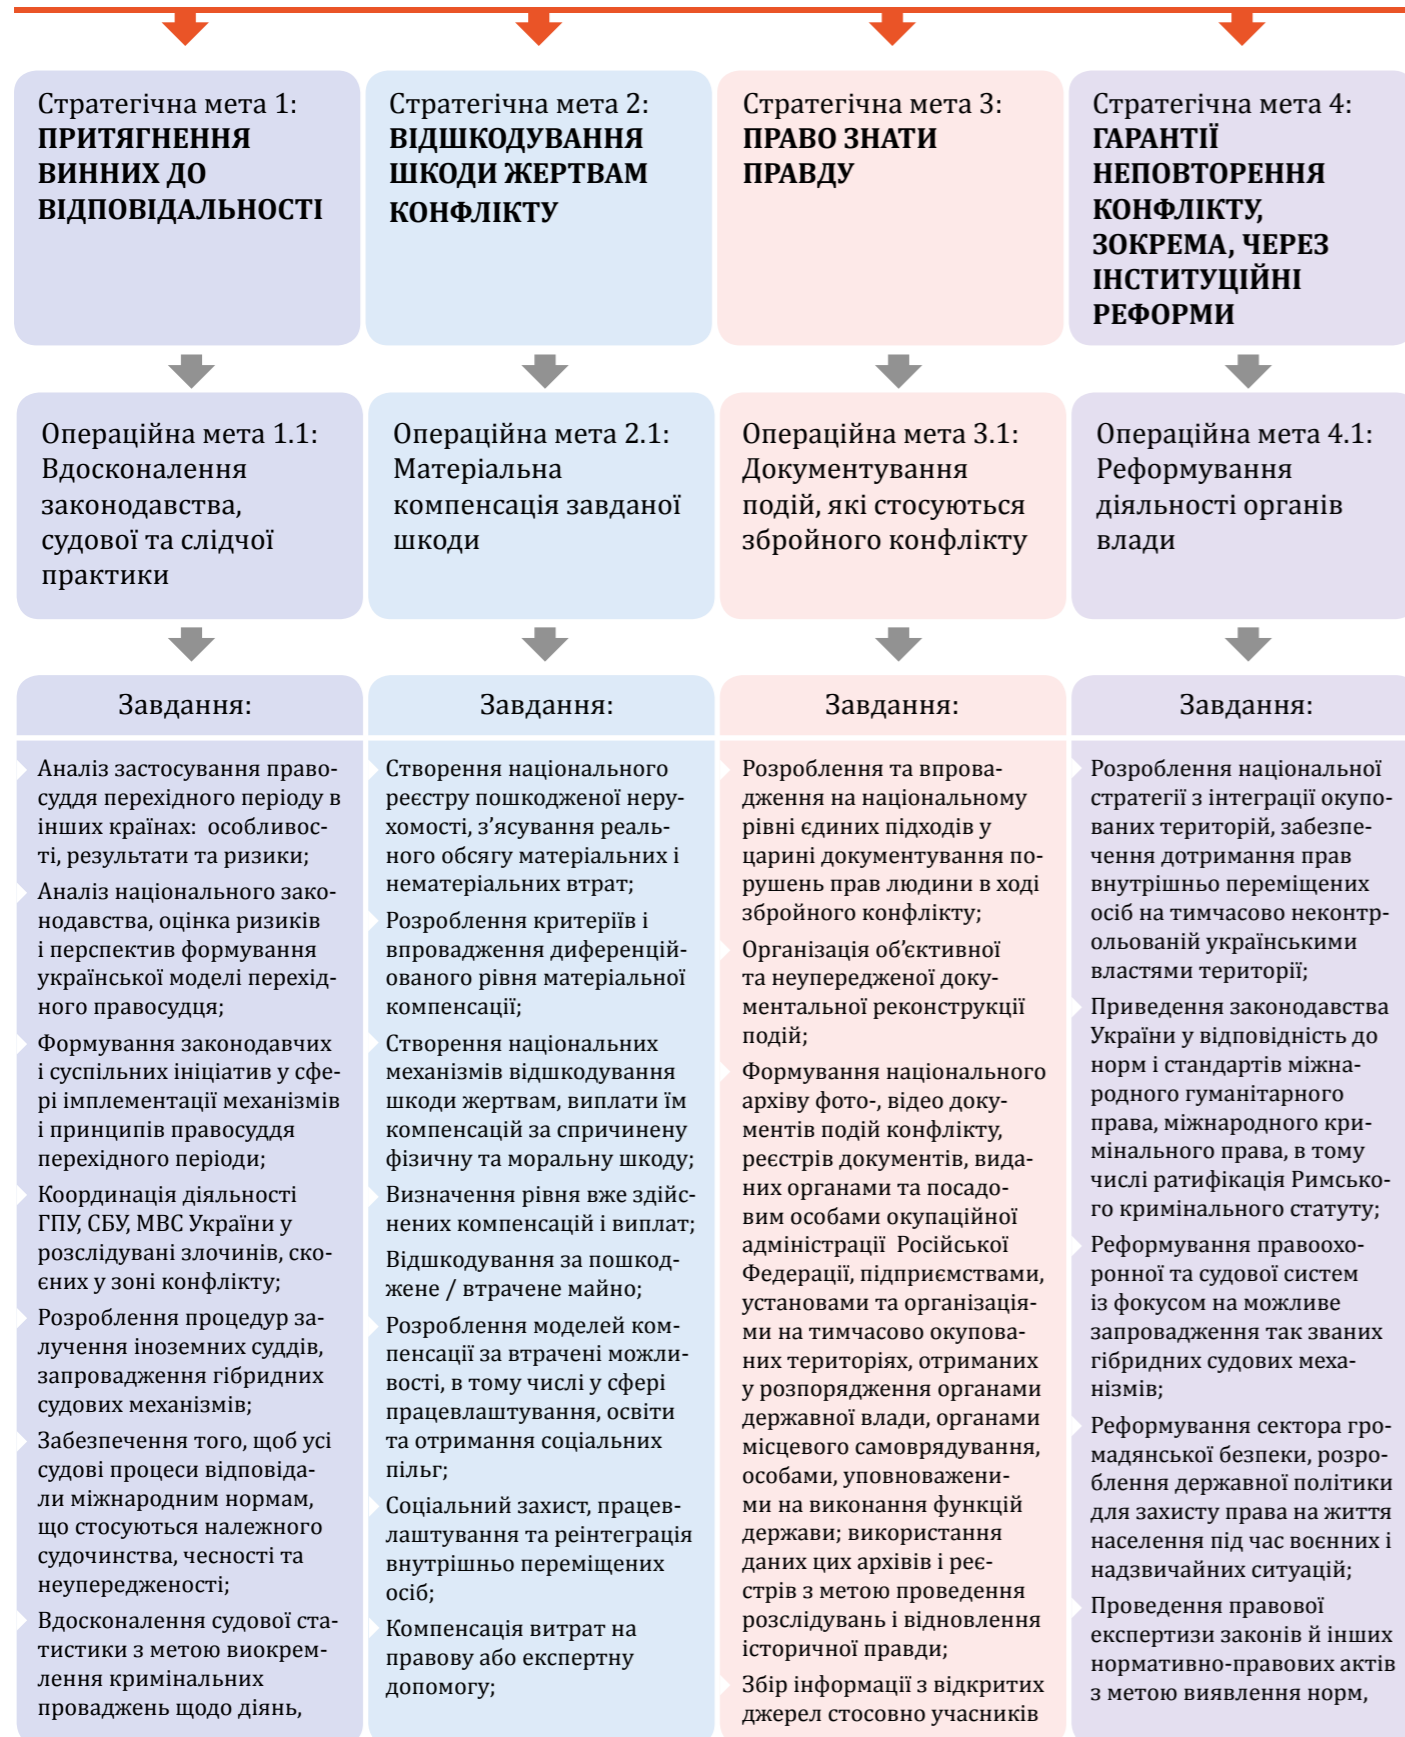 Стратегічна мета 1:
ПРИТЯГНЕННЯ
ВИННИХ ДО
ВІДПОВІДАЛЬНОСТІ
Стратегічна мета 2:
ВІДШКОДУВАННЯ
ШКОДИ ЖЕРТВАМ
КОНФЛІКТУ
Стратегічна мета 3:
ПРАВО ЗНАТИ
ПРАВДУ
Стратегічна мета 4:
ГАРАНТІЇ
НЕПОВТОРЕННЯ
КОНФЛІКТУ,
ЗОКРЕМА, ЧЕРЕЗ
ІНСТИТУЦІЙНІ
РЕФОРМИ
Операційна мета 1.1:
Вдосконалення
законодавства,
судової та слідчої
практики
Операційна мета 2.1:
Матеріальна
компенсація завданої
шкоди
Операційна мета 3.1:
Документування
подій, які стосуються
збройного конфлікту
Операційна мета 4.1:
Реформування
діяльності органів
влади
Завдання:
Аналіз застосування право-
суддя перехідного періоду в
інших країнах:  особливос-
ті, результати та ризики;
Аналіз національного зако-
нодавства, оцінка ризиків
і перспектив формування
української моделі перехід-
ного правосудця;
Формування законодавчих
і суспільних ініціатив у сфе-
рі імплементації механізмів
і принципів правосуддя
перехідного періоди;
Координація діяльності
ГПУ, СБУ, МВС України у
розслідувані злочинів, ско-
єних у зоні конфлікту;
Розроблення процедур за-
лучення іноземних суддів,
запровадження гібридних
судових механізмів;
Забезпечення того, щоб усі
судові процеси відповіда-
ли міжнародним нормам,
що стосуються належного
судочинства, чесності та
неупередженості;
Вдосконалення судової ста-
тистики з метою виокрем-
лення кримінальних
проваджень щодо діянь,
Завдання:
Створення національного
реєстру пошкодженої неру-
хомості, з’ясування реаль-
ного обсягу матеріальних і
нематеріальних втрат;
Розроблення критеріїв і
впровадження диференцій-
ованого рівня матеріальної
компенсації;
Створення національних
механізмів відшкодування
шкоди жертвам, виплати їм
компенсацій за спричинену
фізичну та моральну шкоду;
Визначення рівня вже здійс-
нених компенсацій і виплат;
Відшкодування за пошкод-
жене / втрачене майно;
Розроблення моделей ком-
пенсації за втрачені можли-
вості, в тому числі у сфері
працевлаштування, освіти
та отримання соціальних
пільг;
Соціальний захист, працев-
лаштування та реінтеграція
внутрішньо переміщених
осіб;
Компенсація витрат на
правову або експертну
допомогу;
Завдання:
Розроблення та впрова-
дження на національному
рівні єдиних підходів у
царині документування по-
рушень прав людини в ході
збройного конфлікту;
Організація об’єктивної
та неупередженої доку-
ментальної реконструкції
подій;
Формування національного
архіву фото-, відео доку-
ментів подій конфлікту,
реєстрів документів, вида-
них органами та посадо-
вим особами окупаційної
адміністрації  Російської
Федерації, підприємствами,
установами та організація-
ми на тимчасово окупова-
них територіях, отриманих
у розпорядження органами
державної влади, органами
місцевого самоврядування,
особами, уповноважени-
ми на виконання функцій
держави; використання
даних цих архівів і реє-
стрів з метою проведення
розслідувань і відновлення
історичної правди;
Збір інформації з відкритих
джерел стосовно учасників
Завдання:
Розроблення національної
стратегії з інтеграції окупо-
ваних територій, забезпе-
чення дотримання прав
внутрішньо переміщених
осіб на тимчасово неконтр-
ольованій українськими
властями території;
Приведення законодавства
України у відповідність до
норм і стандартів міжна-
родного гуманітарного
права, міжнародного кри-
мінального права, в тому
числі ратифікація Римсько-
го кримінального статуту;
Реформування правоохо-
ронної та судової систем
із фокусом на можливе
запровадження так званих
гібридних судових меха-
нізмів;
Реформування сектора гро-
мадянської безпеки, розро-
блення державної політики
для захисту права на життя
населення під час воєнних і
надзвичайних ситуацій;
Проведення правової
експертизи законів й інших
нормативно-правових актів
з метою виявлення норм,